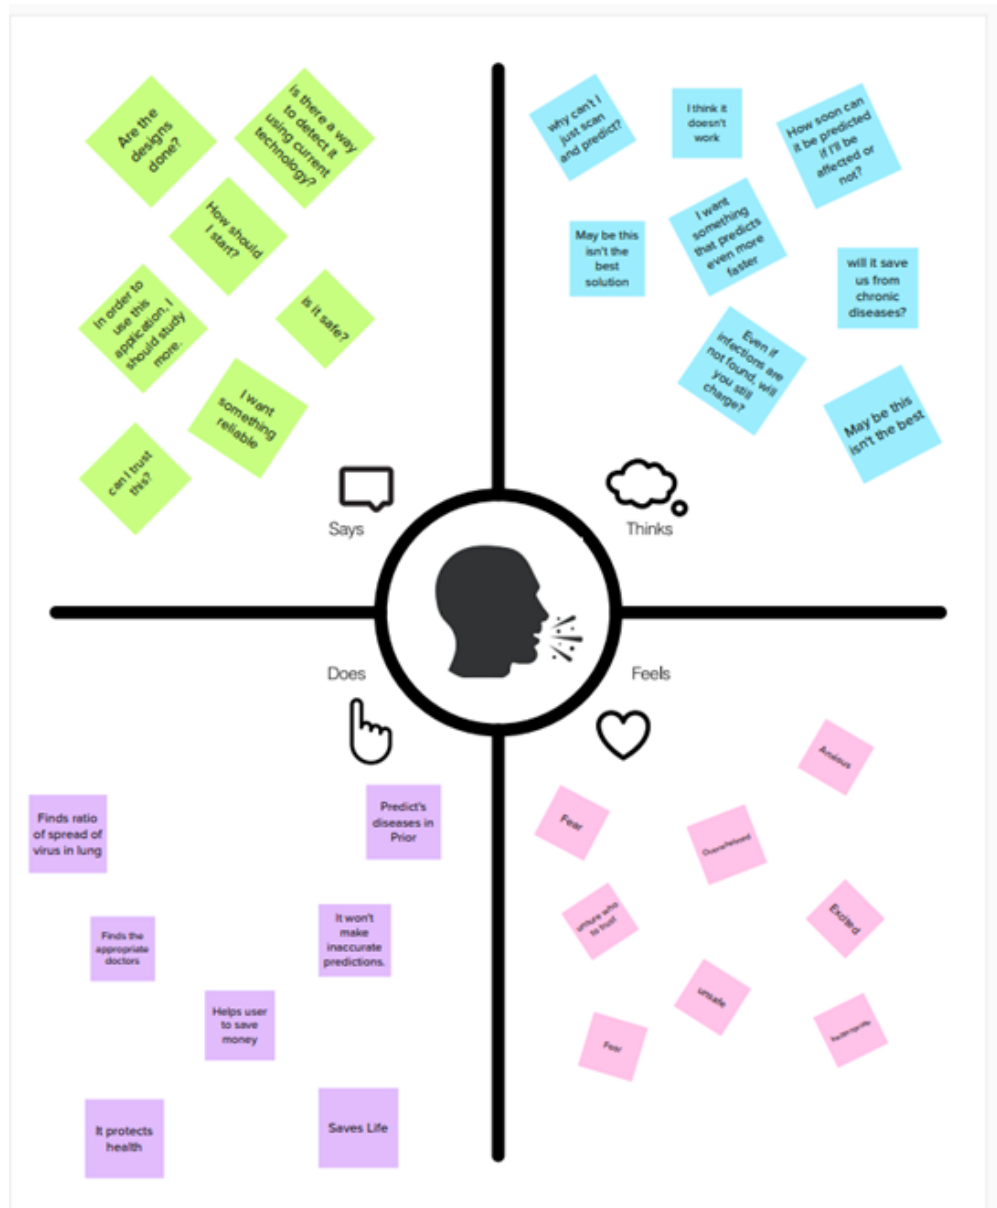 Are the
designs
done?
is there a way
to detect it
using current
technology?
How should
I start?
In order to
use this
application, I
should study
more.
is it safe?
I want
something
reliable
can I trust
this?
Says
why can't I
just scan
and predict?
I think it
doesn't
work
How soon can
it be predicted
if I'll be
affected or
not?
May be this
isn't the
best
solution
I want
something
that predicts
even more
faster
will it save
us from
chronic
diseases?
Even if
infections are
not found, will
you still
charge?
May be this
isn't the best
Thinks
Does
Finds ratio
of spread of
virus in lung
Predict's
diseases in
Prior
Finds the
appropriate
doctors
It won't
make
inaccurate
predictions.
Helps user
to save
money
It protects
health
Saves Life
Feels
Anxious
Fear
Overwhelmed
unsure who
to trust
Excited
unsafe
Fear